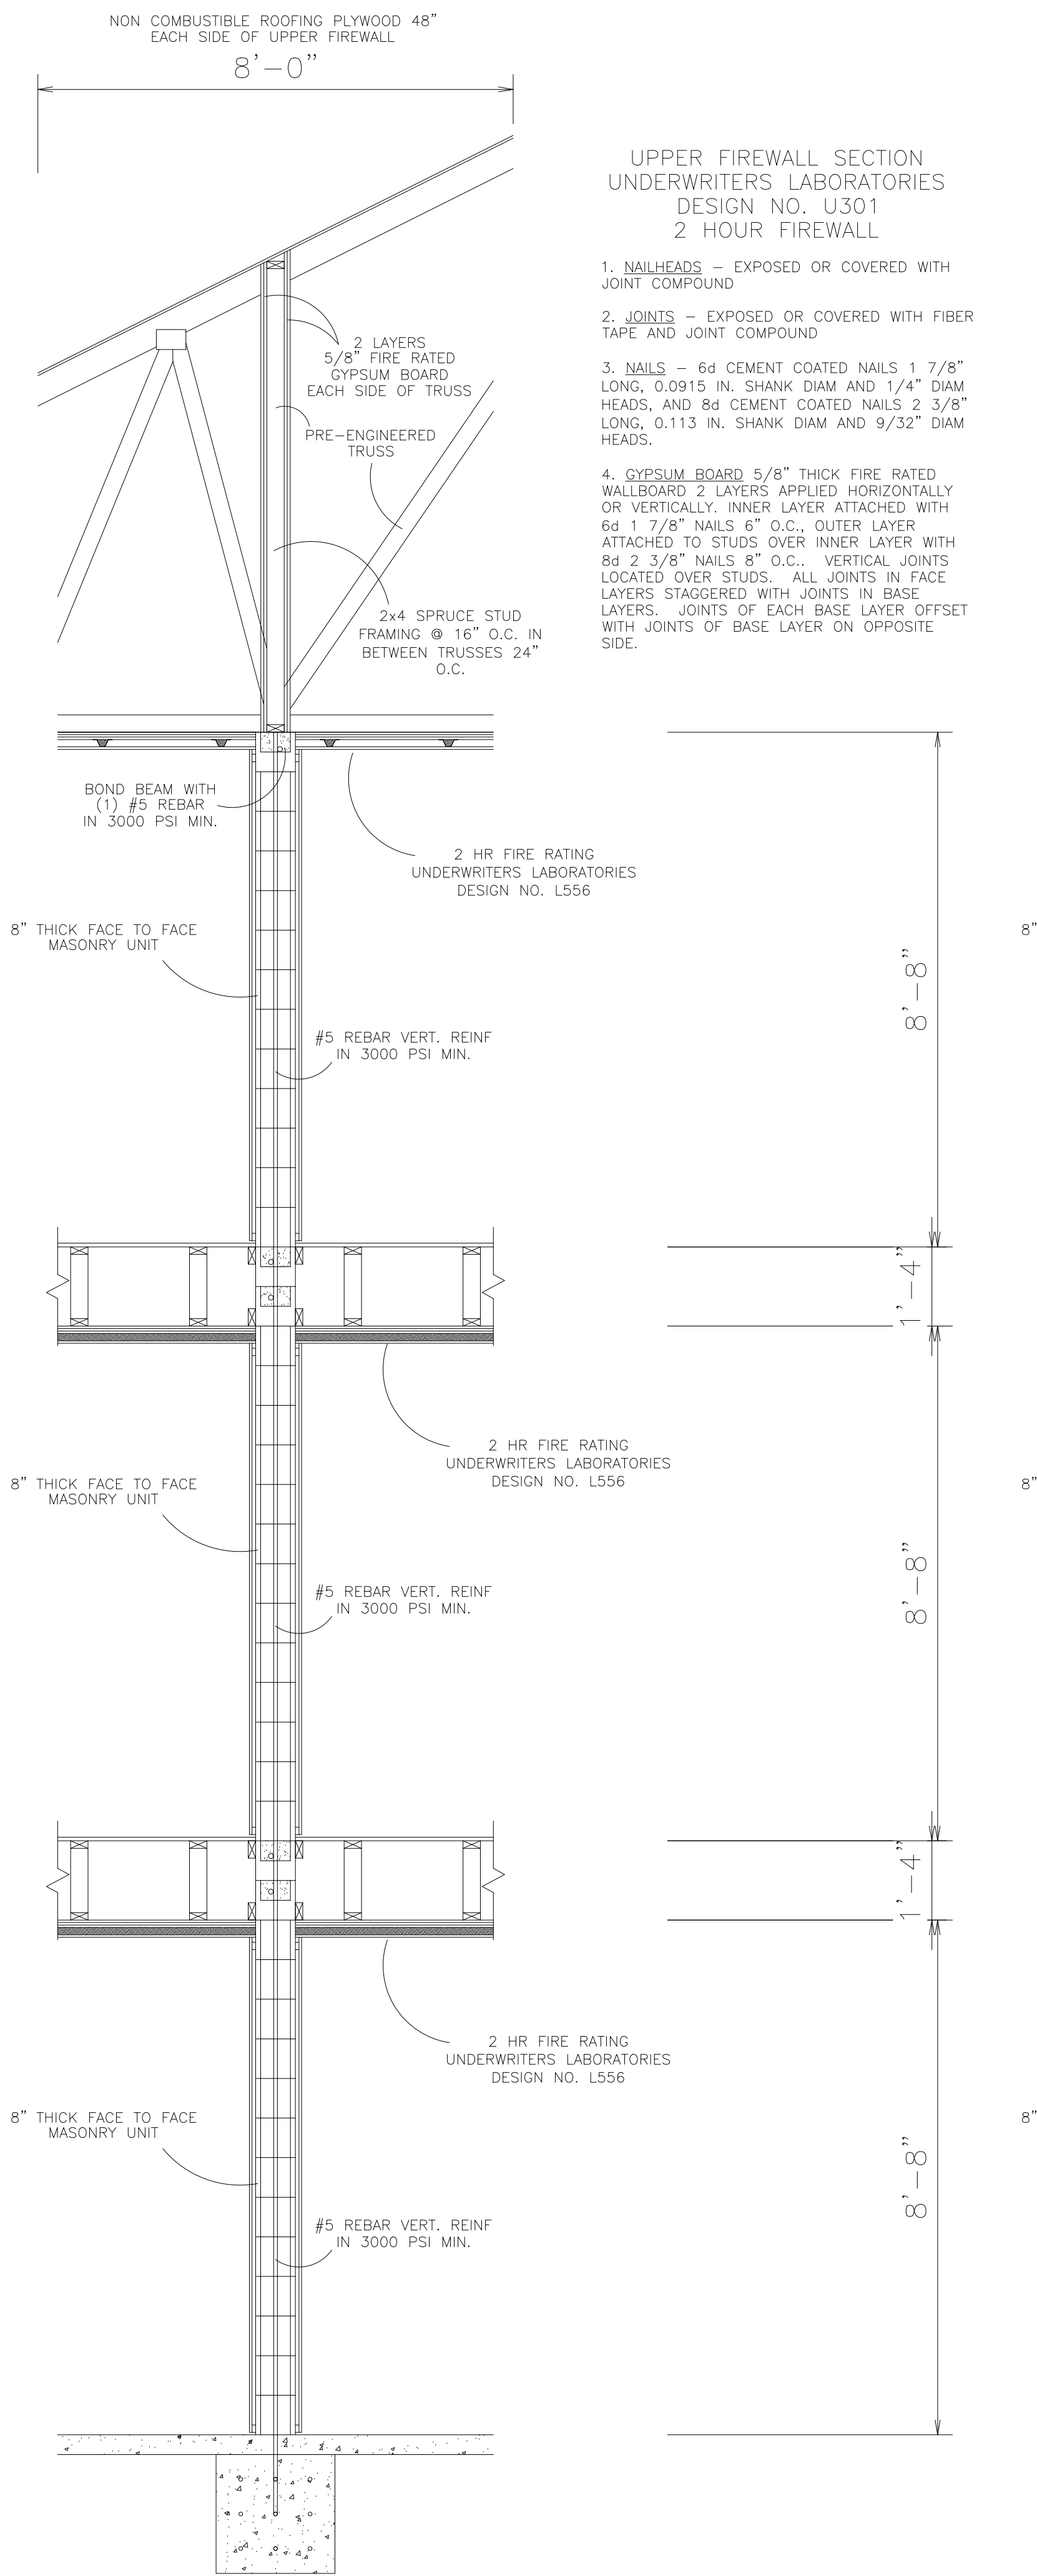 NON COMBUSTIBLE ROOFING PLYWOOD 48"
EACH SIDE OF UPPER FIREWALL
8'-0"
UPPER FIREWALL SECTION
UNDERWRITERS LABORATORIES
DESIGN NO. U301
2 HOUR FIREWALL
1. NAILHEADS – EXPOSED OR COVERED WITH
JOINT COMPOUND
2. JOINTS – EXPOSED OR COVERED WITH FIBER
TAPE AND JOINT COMPOUND
3. NAILS – 6d CEMENT COATED NAILS 1 7/8"
LONG, 0.0915 IN. SHANK DIAM AND 1/4" DIAM
HEADS, AND 8d CEMENT COATED NAILS 2 3/8"
LONG, 0.113 IN. SHANK DIAM AND 9/32" DIAM
HEADS.
4. GYPSUM BOARD 5/8" THICK FIRE RATED
WALLBOARD 2 LAYERS APPLIED HORIZONTALLY
OR VERTICALLY. INNER LAYER ATTACHED WITH
6d 1 7/8" NAILS 6" O.C., OUTER LAYER
ATTACHED TO STUDS OVER INNER LAYER WITH
8d 2 3/8" NAILS 8" O.C.. VERTICAL JOINTS
LOCATED OVER STUDS. ALL JOINTS IN FACE
LAYERS STAGGERED WITH JOINTS IN BASE
LAYERS. JOINTS OF EACH BASE LAYER OFFSET
WITH JOINTS OF BASE LAYER ON OPPOSITE
SIDE.
2 LAYERS
5/8" FIRE RATED
GYPSUM BOARD
EACH SIDE OF TRUSS
PRE-ENGINEERED
TRUSS
2x4 SPRUCE STUD
FRAMING @ 16" O.C. IN
BETWEEN TRUSSES 24"
O.C.
BOND BEAM WITH
(1) #5 REBAR
IN 3000 PSI MIN.
2 HR FIRE RATING
UNDERWRITERS LABORATORIES
DESIGN NO. L556
8" THICK FACE TO FACE
MASONRY UNIT
8"
8'-8"
#5 REBAR VERT. REINF
IN 3000 PSI MIN.
1'-4"
2 HR FIRE RATING
UNDERWRITERS LABORATORIES
DESIGN NO. L556
8" THICK FACE TO FACE
MASONRY UNIT
8"
8'-8"
#5 REBAR VERT. REINF
IN 3000 PSI MIN.
1'-4"
2 HR FIRE RATING
UNDERWRITERS LABORATORIES
DESIGN NO. L556
8" THICK FACE TO FACE
MASONRY UNIT
8"
8'-8"
#5 REBAR VERT. REINF
IN 3000 PSI MIN.